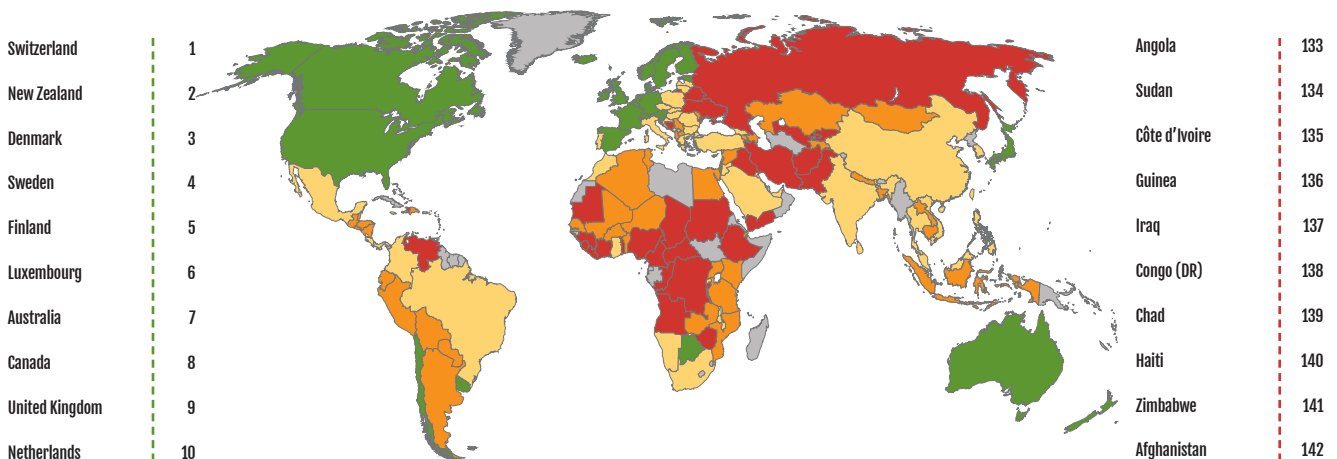 Switzerland 1
New Zealand 2
Denmark 3
Sweden 4
Finland 5
Luxembourg 6
Australia 7
Canada 8
United Kingdom 9
Netherlands 10
Angola 133
Sudan 134
Côte d'Ivoire 135
Guinea 136
Iraq 137
Congo (DR) 138
Chad 139
Haiti 140
Zimbabwe 141
Afghanistan 142